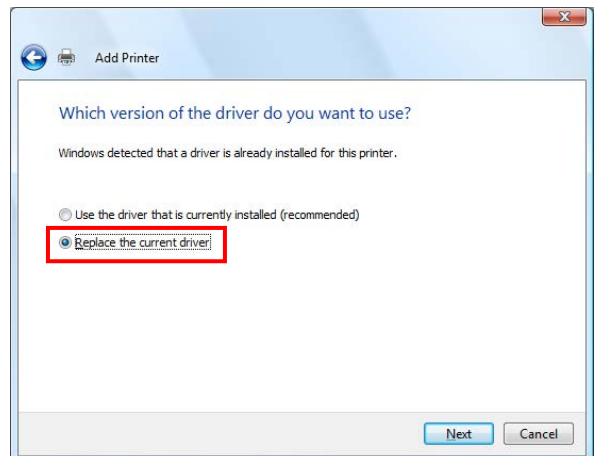 Add Printer
Which version of the driver do you want to use?
Windows detected that a driver is already installed for this printer.
Use the driver that is currently installed (recommended)
Replace the current driver
Next Cancel